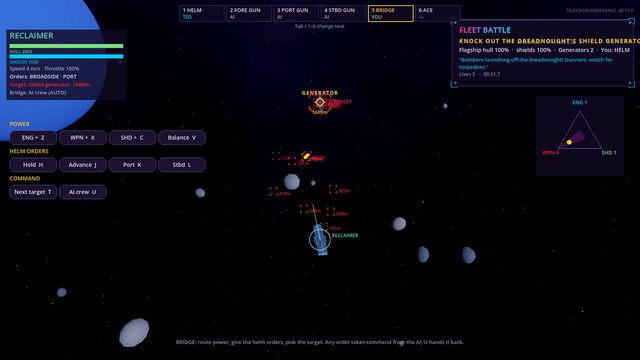 1 HELM
TED
2 FORE GUN
AI
3 PORT GUN
AI
4 STBD GUN
AI
5 BRIDGE
YOU
6 ACE
—
Tab / 1-6 change seat
TELECRISIS EMERGENCE v0.11.0
RECLAIMER
HULL 2800
SHIELDS 1500
Speed 4 m/s Throttle 100%
Orders: BROADSIDE · PORT
Target: Shield generator 1680m
Bridge: AI crew (AUTO)
FLEET BATTLE
KNOCK OUT THE DREADNOUGHT'S SHIELD GENERATO
Flagship hull 100% · shields 100% · Generators 2 · You: HELM
"Bombers launching off the dreadnought! Gunners, watch for torpedoes."
Lives 3 · 00:31.7
POWER
ENG + Z
WPN + X
SHD + C
Balance V
HELM ORDERS
Hold H
Advance J
Port K
Stbd L
COMMAND
Next target T
AI crew U
GENERATOR
1680m
ENG 1
WPN 4
SHD 1
RECLAIMER
BRIDGE: route power, give the helm orders, pick the target. Any order takes command from the AI; U hands it back.